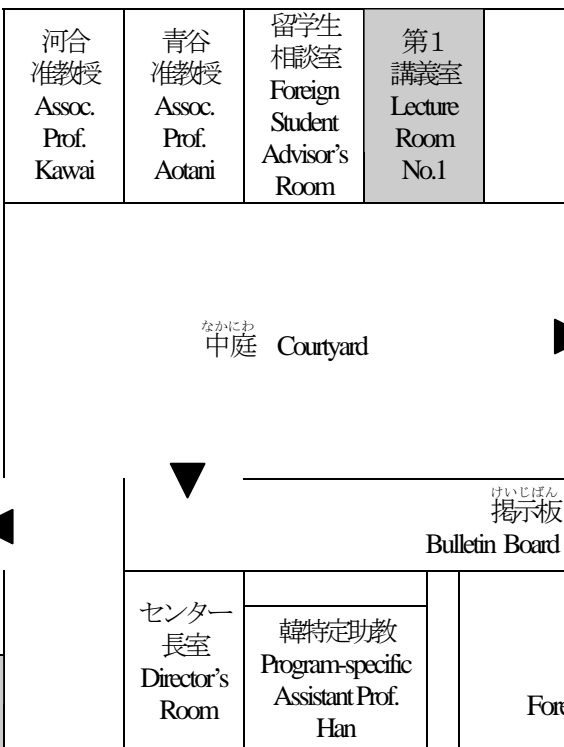 河合
准教授
Assoc.
Prof.
Kawai
青谷
准教授
Assoc.
Prof.
Aotani
留学生
相談室
Foreign
Student
Advisor's
Room
第1
講義室
Lecture
Room
No.1
なかにわ
中庭 Courtyard
けいじばん
掲示板
Bulletin Board
センター
長室
Director's
Room
韓特定助教
Program-specific
Assistant Prof.
Han